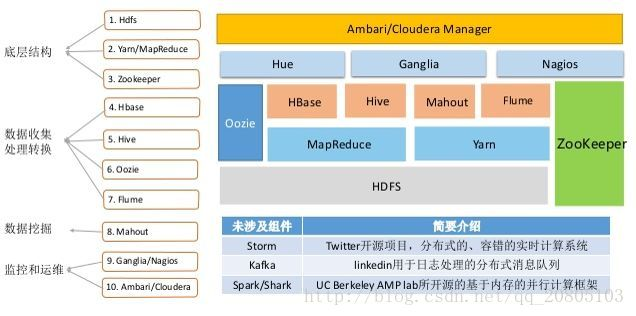 底层结构
1. Hdfs
2. Yarn/MapReduce
3. Zookeeper
数据收集
处理转换
4. Hbase
5. Hive
6. Oozie
7. Flume
数据挖掘
8. Mahout
监控和运维
9. Ganglia/Nagios
10. Ambari/Cloudera
Ambari/Cloudera Manager
Hue
Ganglia
Nagios
Oozie
HBase
Hive
Mahout
Flume
ZooKeeper
MapReduce
Yarn
HDFS
未涉及组件 简要介绍
Storm Twitter开源项目，分布式的、容错的实时计算系统
Kafka linkedin用于日志处理的分布式消息队列
Spark/Shark UC Berkeley AMP lab所开源的基于内存的并行计算框架
http://blog.csdn.net/qq_20805103